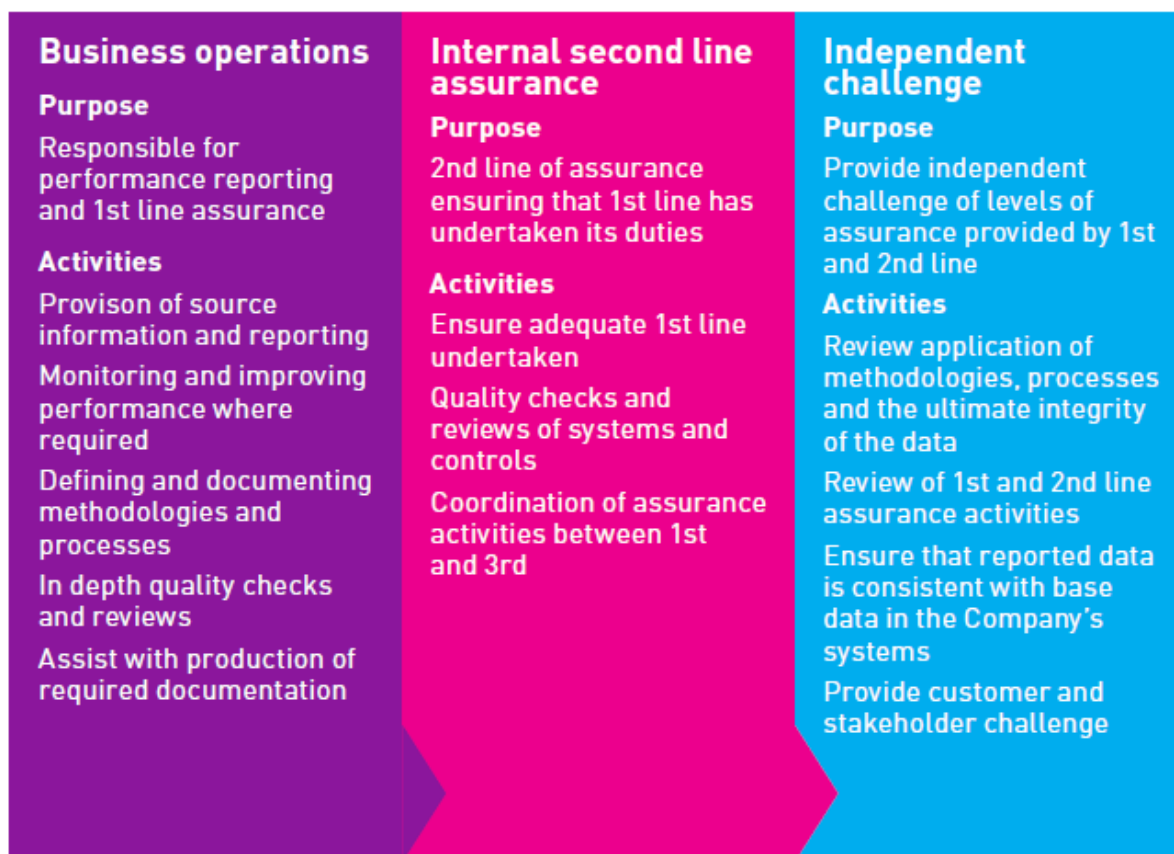 Business operations
Purpose
Responsible for
performance reporting
and 1st line assurance
Activities
Provison of source
information and reporting
Monitoring and improving
performance where
required
Defining and documenting
methodologies and
processes
In depth quality checks
and reviews
Assist with production of
required documentation
Internal second line
assurance
Purpose
2nd line of assurance
ensuring that 1st line has
undertaken its duties
Activities
Ensure adequate 1st line
undertaken
Quality checks and
reviews of systems and
controls
Coordination of assurance
activities between 1st
and 3rd
Independent
challenge
Purpose
Provide independent
challenge of levels of
assurance provided by 1st
and 2nd line
Activities
Review application of
methodologies, processes
and the ultimate integrity
of the data
Review of 1st and 2nd line
assurance activities
Ensure that reported data
is consistent with base
data in the Company's
systems
Provide customer and
stakeholder challenge